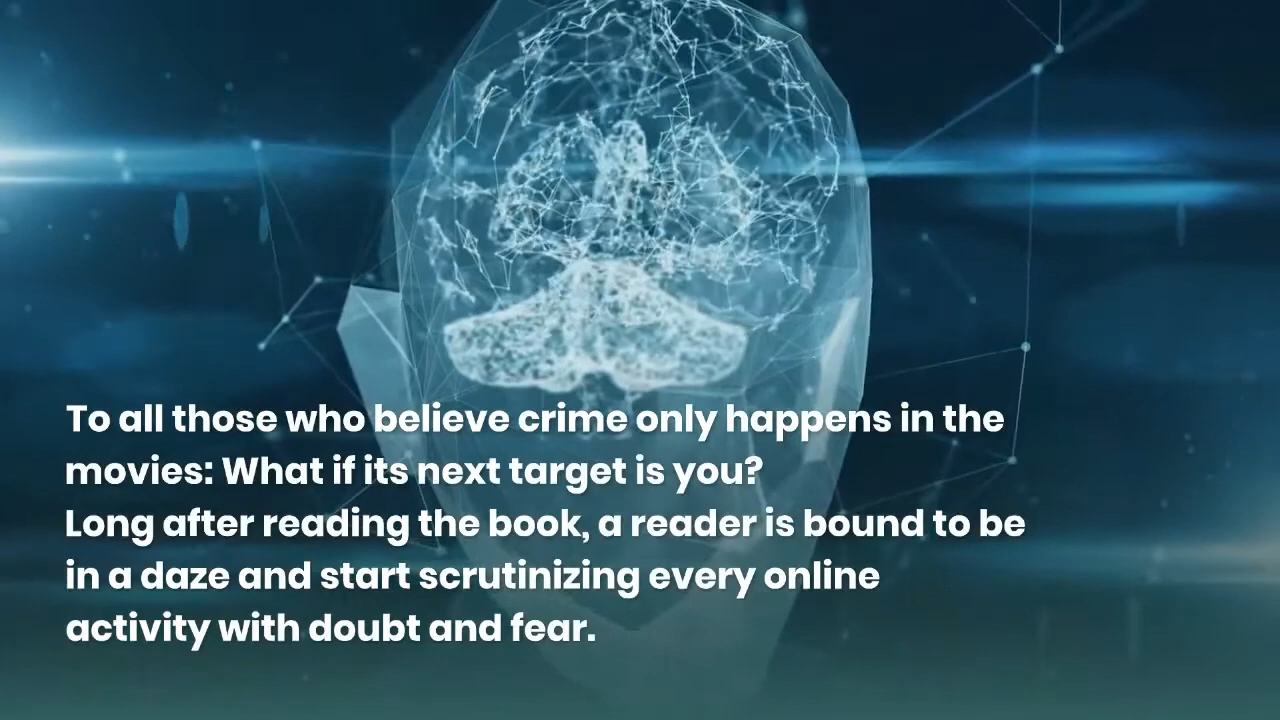 To all those who believe crime only happens in the
movies: What if its next target is you?
Long after reading the book, a reader is bound to be
in a daze and start scrutinizing every online
activity with doubt and fear.